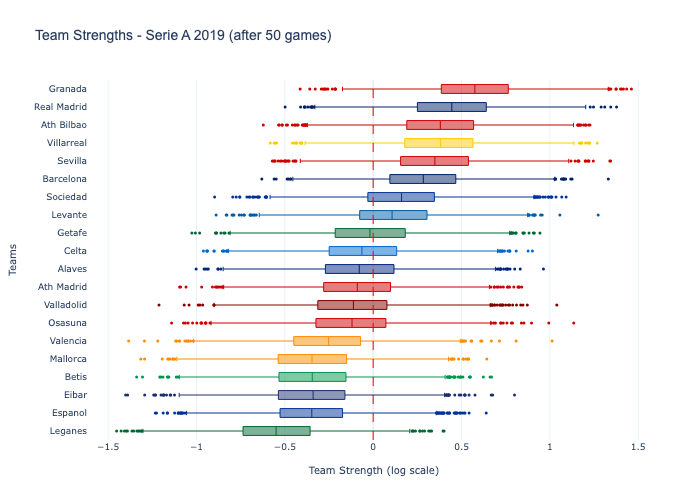 Team Strengths - Serie A 2019 (after 50 games)
Granada
Real Madrid
Ath Bilbao
Villarreal
Sevilla
Barcelona
Sociedad
Levante
Getafe
Celta
Alaves
Ath Madrid
Valladolid
Osasuna
Valencia
Mallorca
Betis
Eibar
Espanol
Leganes
Teams
−1.5 −1 −0.5 0 0.5 1 1.5
Team Strength (log scale)